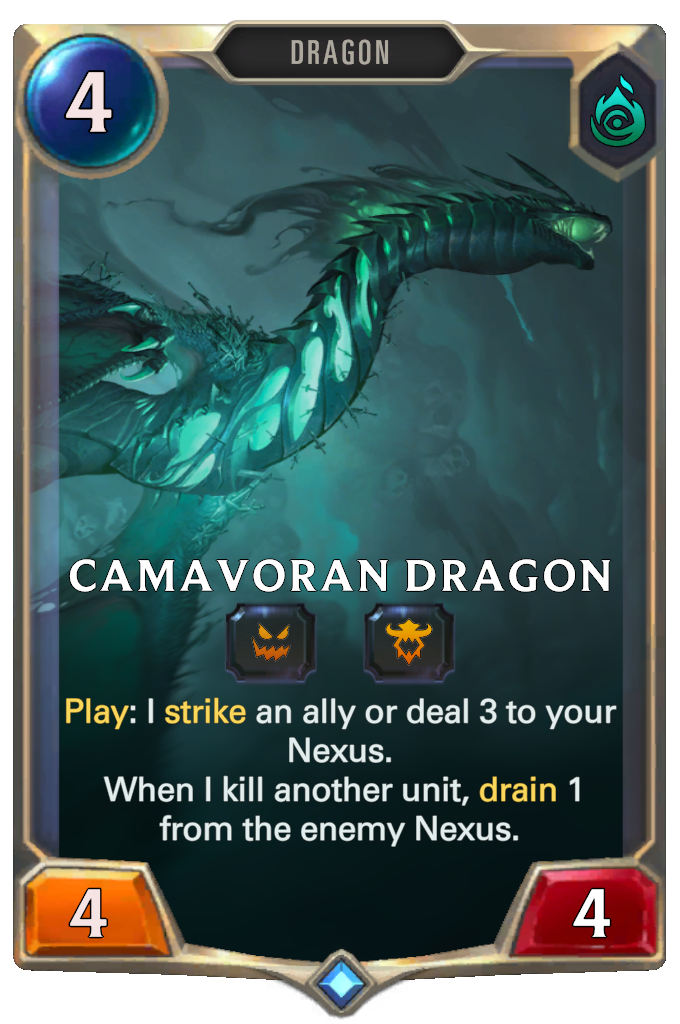 DRAGON
4
CAMAVORAN DRAGON
Play: I strike an ally or deal 3 to your
Nexus.
When I kill another unit, drain 1
from the enemy Nexus.
4
4